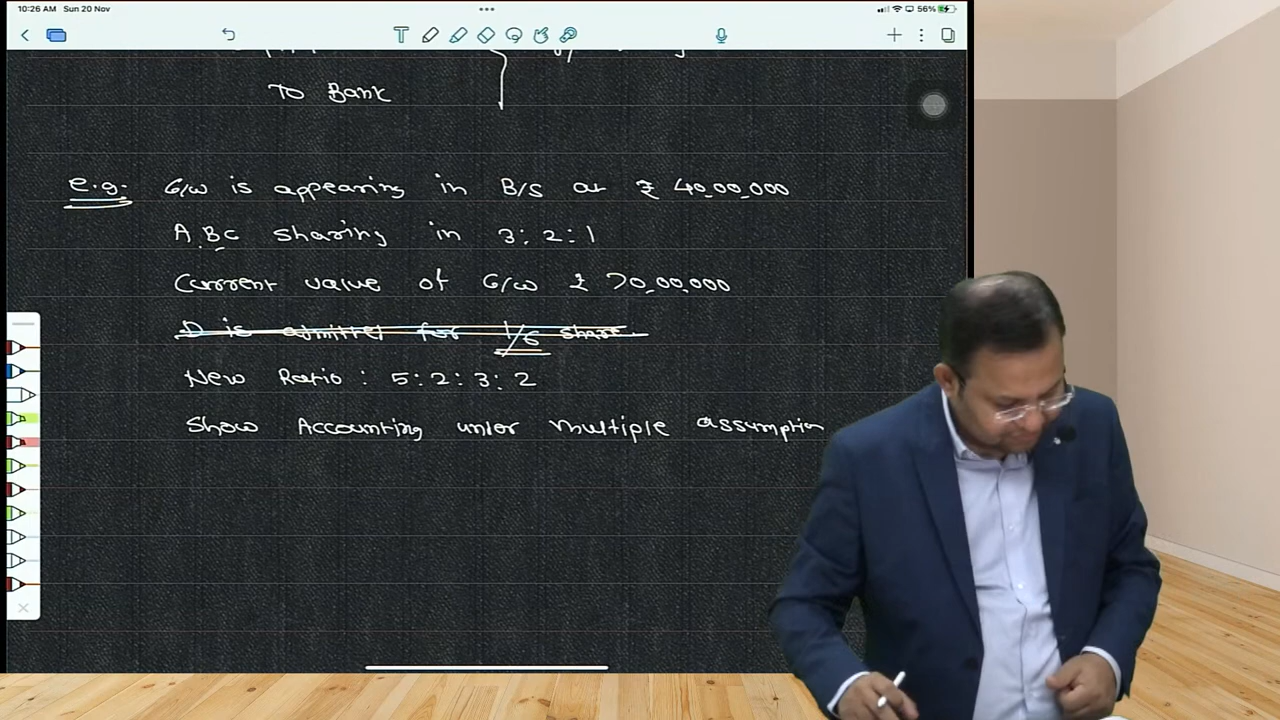 10:26 AM Sun 20 Nov
56%
To Bank
e.g. G/w is appearing in B/S at ₹ 40,00,000
A, B, C sharing in 3:2:1
Current value of G/w ₹ 70,00,000
D is admitted for 1/6 share.
New Ratio : 5:2:3:2
Show Accounting under multiple assumption